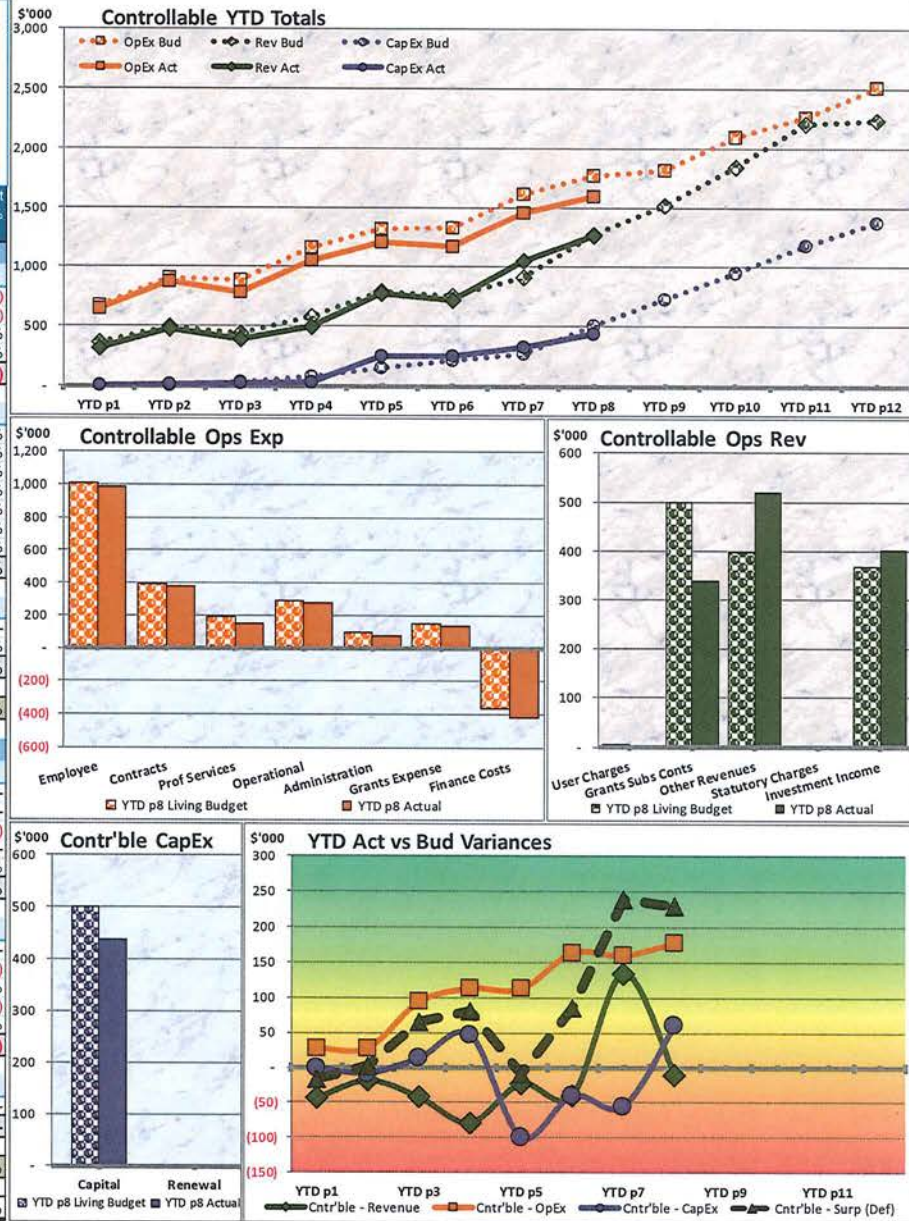 $'000 Controllable YTD Totals
3,000
OpEx Bud Rev Bud CapEx Bud
OpEx Act Rev Act CapEx Act
2,500
2,000
1,500
1,000
500
-
YTD p1 YTD p2 YTD p3 YTD p4 YTD p5 YTD p6 YTD p7 YTD p8 YTD p9 YTD p10 YTD p11 YTD p12
$'000 Controllable Ops Exp
1,200
1,000
800
600
400
200
-
(200)
(400)
(600)
Employee Contracts Prof Services Operational Administration Grants Expense Finance Costs
YTD p8 Living Budget YTD p8 Actual
$'000 Controllable Ops Rev
600
500
400
300
200
100
-
User Charges Grants Subs Conts Other Revenues Statutory Charges Investment Income
YTD p8 Living Budget YTD p8 Actual
$'000 Contr'ble CapEx
600
500
400
300
200
100
-
Capital Renewal
YTD p8 Living Budget YTD p8 Actual
$'000 YTD Act vs Bud Variances
300
250
200
150
100
50
-
(50)
(100)
(150)
YTD p1 YTD p3 YTD p5 YTD p7 YTD p9 YTD p11
Cntr'ble - Revenue Cntr'ble - OpEx Cntr'ble - CapEx Cntr'ble - Surp (Def)